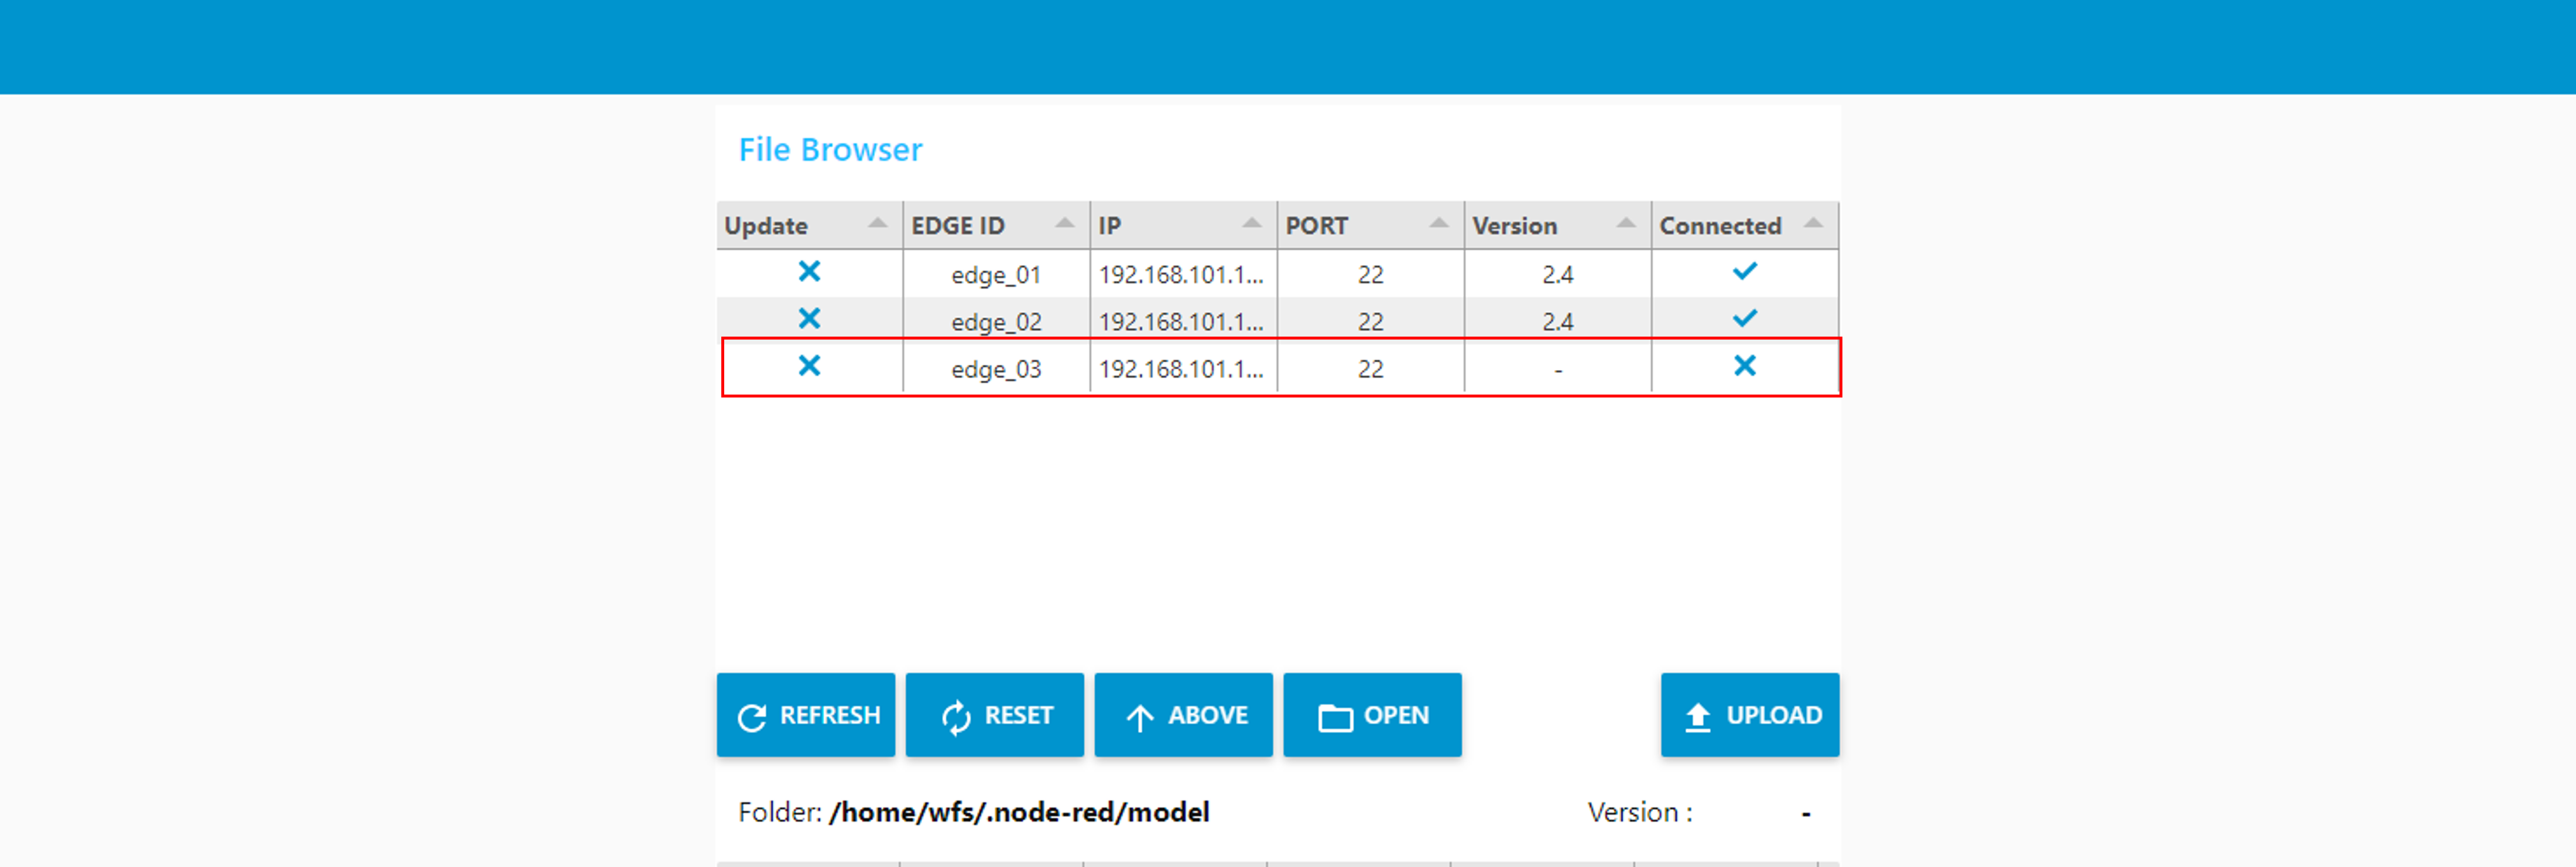 File Browser
Update EDGE ID IP PORT Version Connected
edge_01 192.168.101.1... 22 2.4
edge_02 192.168.101.1... 22 2.4
edge_03 192.168.101.1... 22 -
REFRESH RESET ABOVE OPEN UPLOAD
Folder: /home/wfs/.node-red/model Version : -